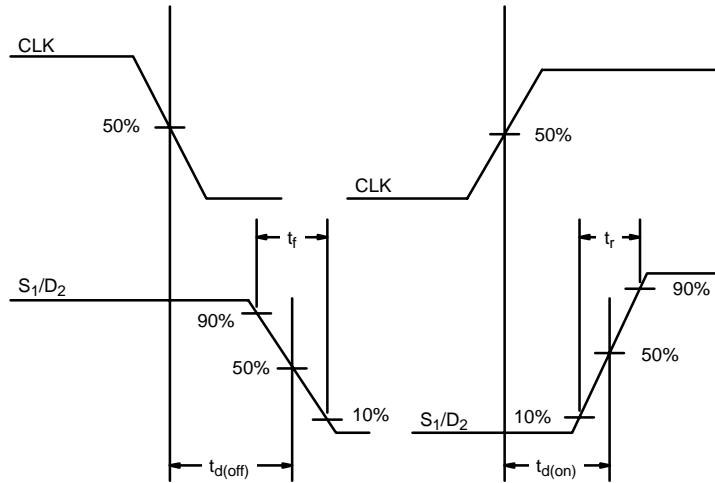 CLK
50%
50%
CLK
t_f
t_r
S₁/D₂
90%
90%
50%
50%
10%
S₁/D₂
10%
t_d(off)
t_d(on)